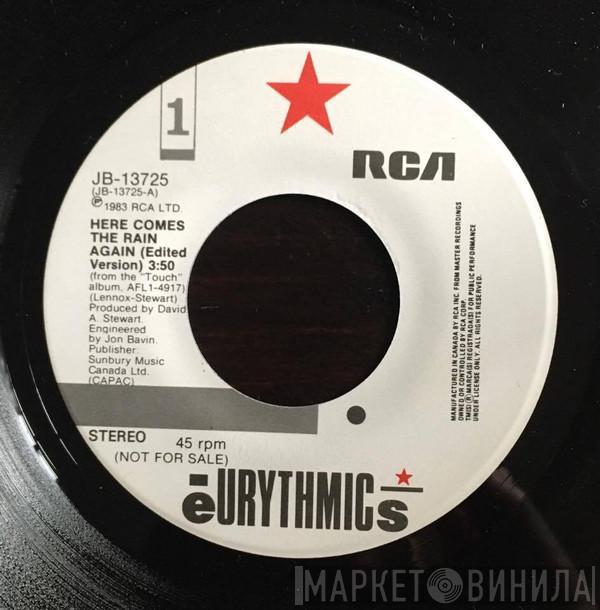 1
RCA
JB-13725
(JB-13725-A)
℗1983 RCA LTD.
HERE COMES
THE RAIN
AGAIN (Edited
Version) 3:50
(from the "Touch"
album, AFL1-4917)
(Lennox-Stewart)
Produced by David
A. Stewart.
Engineered
by Jon Bavin.
Publisher:
Sunbury Music
Canada Ltd.
(CAPAC)
STEREO 45 rpm
(NOT FOR SALE)
MANUFACTURED IN CANADA BY RCA INC. FROM MASTER RECORDINGS
OWNED OR CONTROLLED BY RCA CORP.
TM(S)® MARCA(S) REGISTRADA(S) FOR PUBLIC PERFORMANCE
UNDER LICENSE ONLY. ALL RIGHTS RESERVED.
eURYTHMICs
МАРКЕТ ВИНИЛА